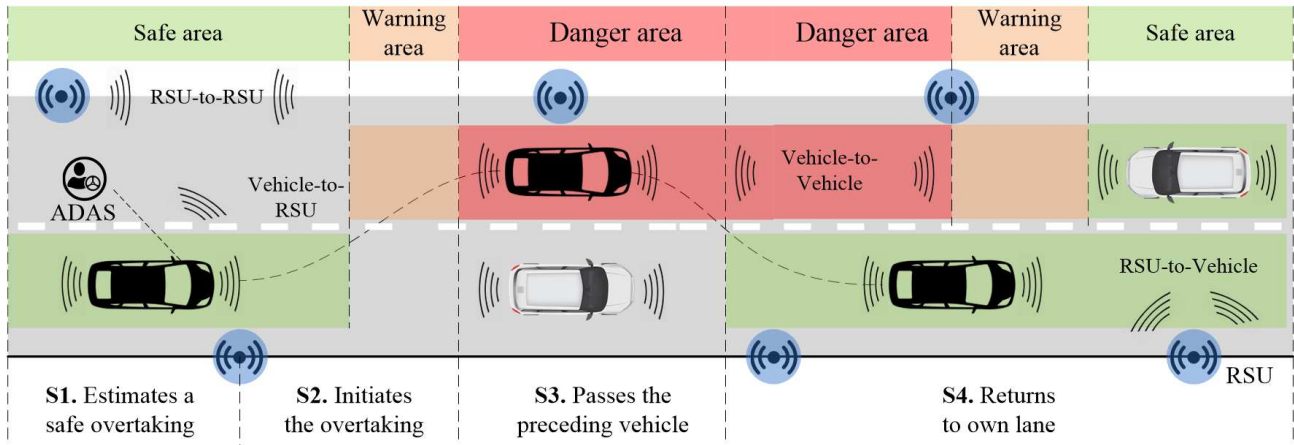 Safe area
Warning
area
Danger area
Danger area
Warning
area
Safe area
RSU-to-RSU
ADAS
Vehicle-to-
RSU
Vehicle-to-
Vehicle
RSU-to-Vehicle
RSU
S1. Estimates a
safe overtaking
S2. Initiates
the overtaking
S3. Passes the
preceding vehicle
S4. Returns
to own lane